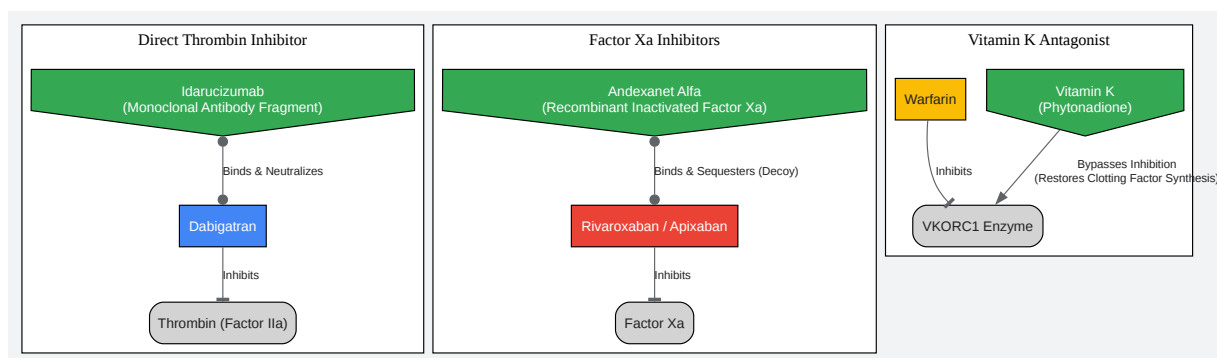 Direct Thrombin Inhibitor
Idarucizumab
(Monoclonal Antibody Fragment)
Binds & Neutralizes
Dabigatran
Inhibits
Thrombin (Factor IIa)
Factor Xa Inhibitors
Andexanet Alfa
(Recombinant Inactivated Factor Xa)
Binds & Sequesters (Decoy)
Rivaroxaban / Apixaban
Inhibits
Factor Xa
Vitamin K Antagonist
Warfarin
Vitamin K
(Phytonadione)
Inhibits
Bypasses Inhibition
(Restores Clotting Factor Synthesis)
VKORC1 Enzyme